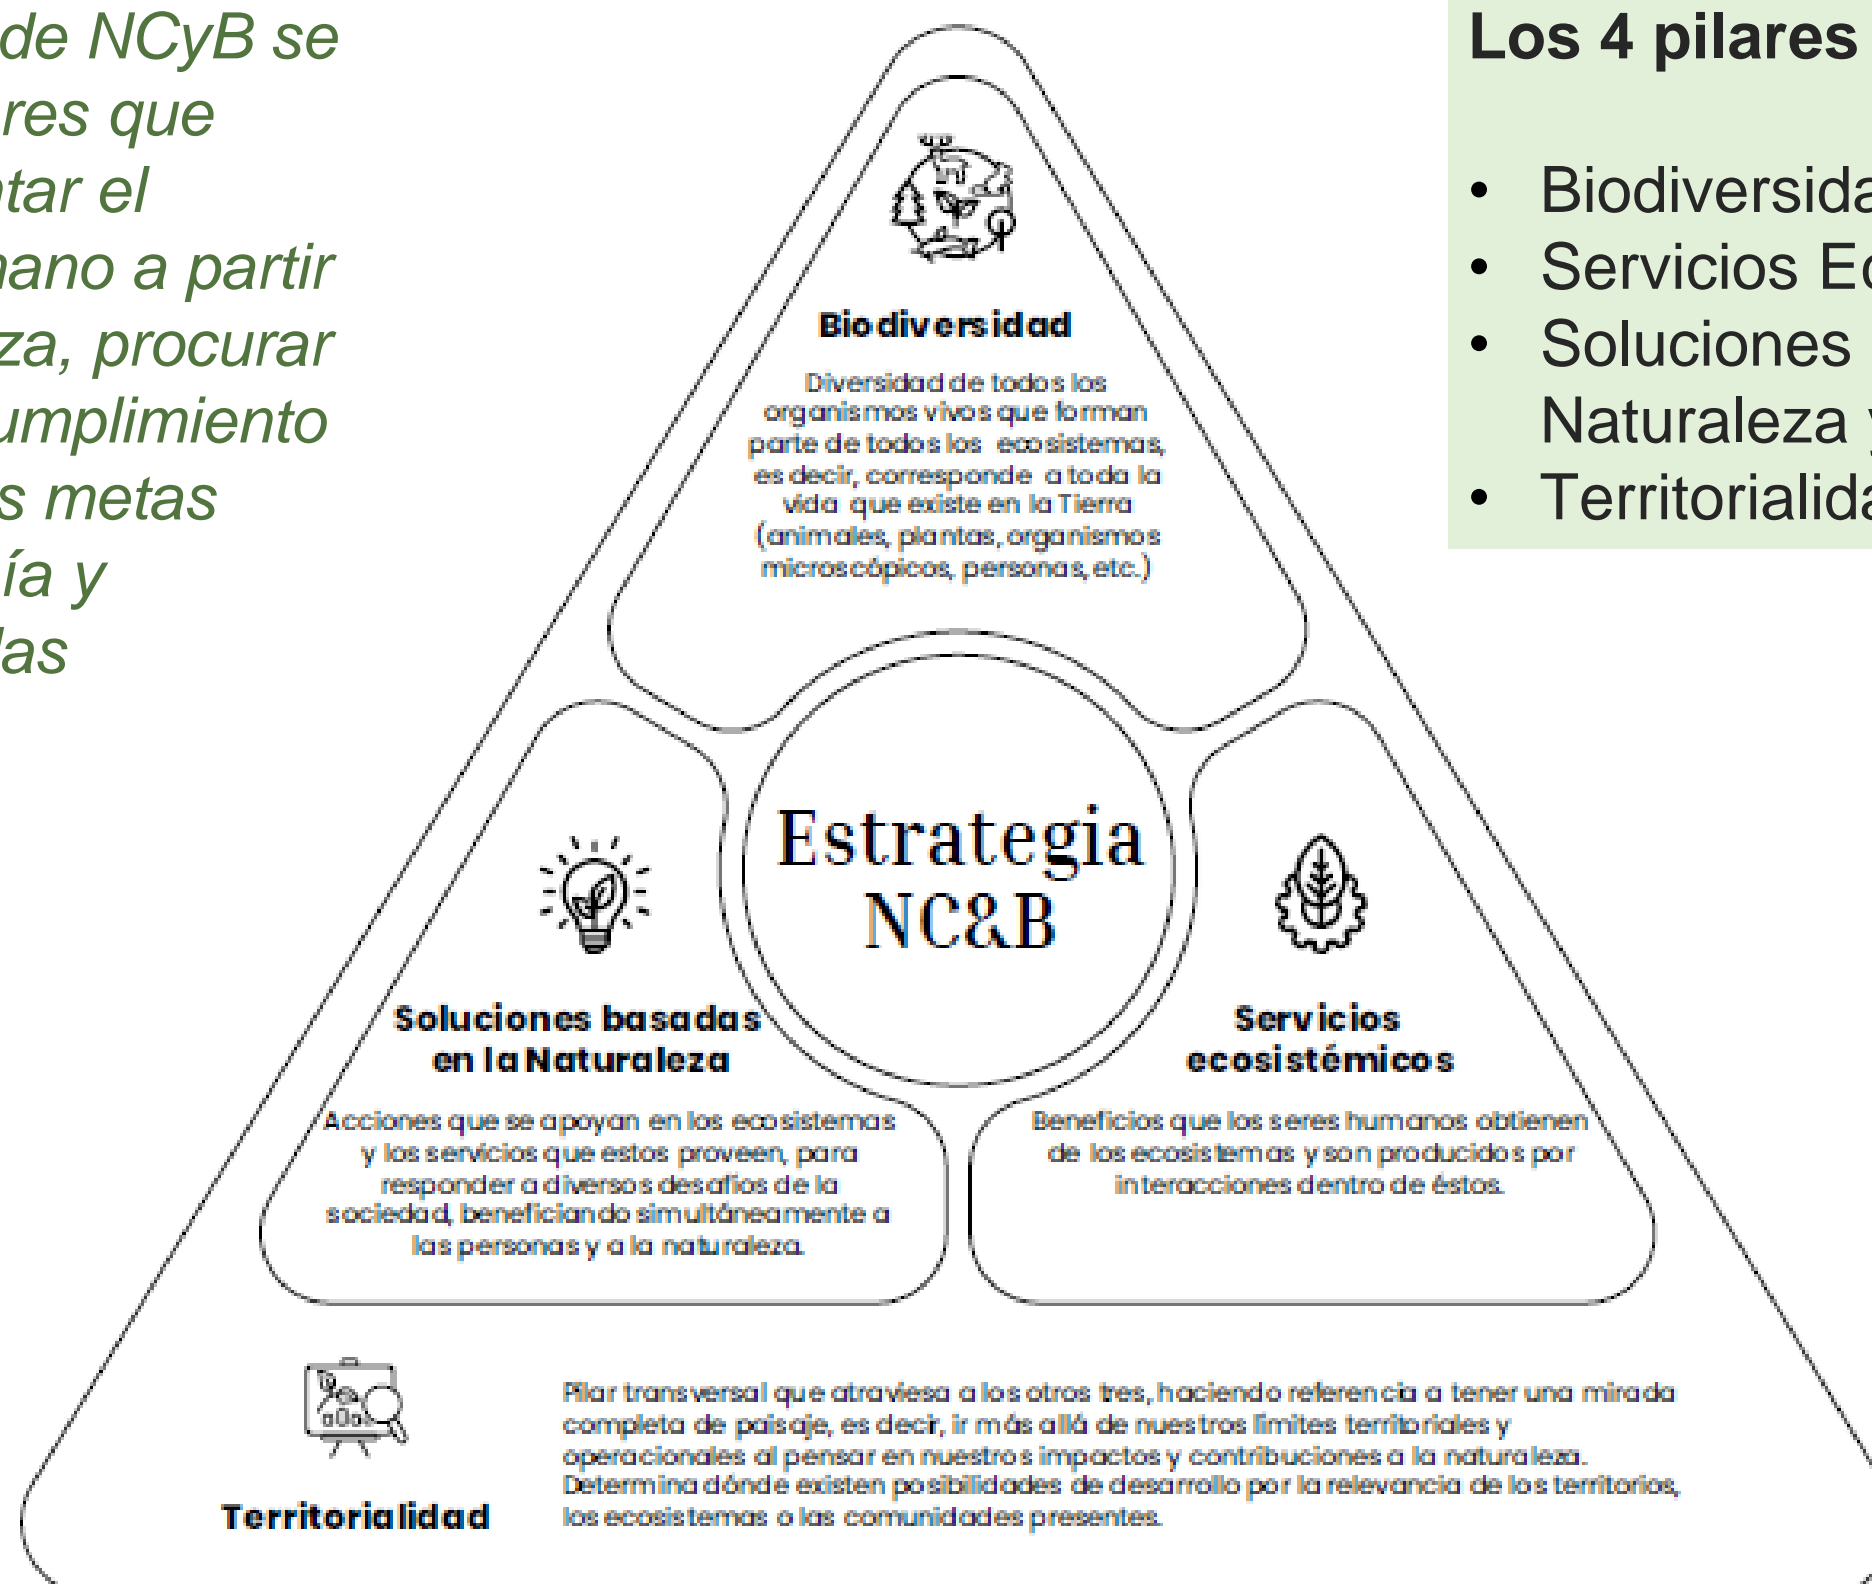 de NCyB se
res que
ntar el
nano a partir
za, procurar
umplimiento
s metas
ía y
las
Los 4 pilares
• Biodiversida
• Servicios Ec
• Soluciones
Naturaleza y
• Territorialida
Biodiversidad
Diversidad de todos los
organismos vivos que forman
parte de todos los ecosistemas,
es decir, corresponde a toda la
vida que existe en la Tierra
(animales, plantas, organismos
microscópicos, personas, etc.)
Estrategia
NC&B
Soluciones basadas
en la Naturaleza
Acciones que se apoyan en los ecosistemas
y los servicios que estos proveen, para
responder a diversos desafíos de la
sociedad, beneficiando simultáneamente a
las personas y a la naturaleza.
Servicios
ecosistémicos
Beneficios que los seres humanos obtienen
de los ecosistemas y son producidos por
interacciones dentro de éstos.
Territorialidad
Pilar transversal que atraviesa a los otros tres, haciendo referencia a tener una mirada
completa de paisaje, es decir, ir más allá de nuestros límites territoriales y
operacionales al pensar en nuestros impactos y contribuciones a la naturaleza.
Determina dónde existen posibilidades de desarrollo por la relevancia de los territorios,
los ecosistemas o las comunidades presentes.